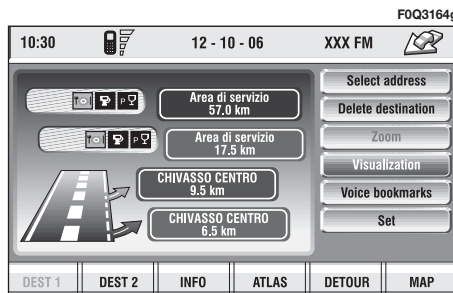 F0Q3164g
10:30
12 - 10 - 06
XXX FM
Select address
Delete destination
Zoom
Visualization
Voice bookmarks
Set
Area di servizio
57.0 km
Area di servizio
17.5 km
CHIVASSO CENTRO
9.5 km
CHIVASSO CENTRO
6.5 km
P
P
DEST 1
DEST 2
INFO
ATLAS
DETOUR
MAP